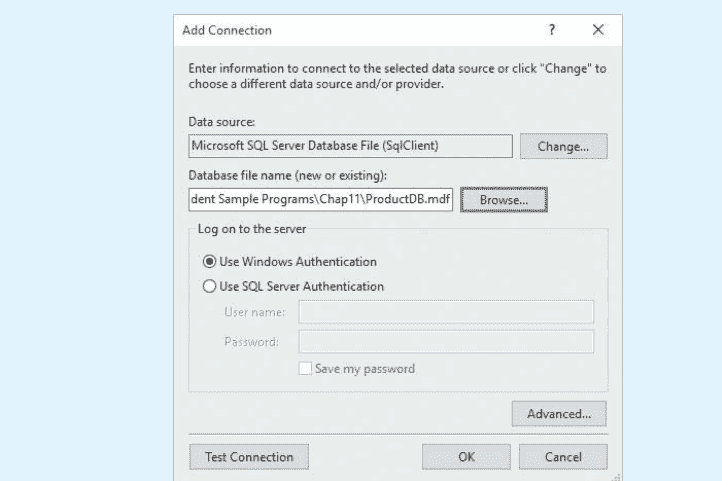 Add Connection
Enter information to connect to the selected data source or click "Change" to
choose a different data source and/or provider.
Data source:
Microsoft SQL Server Database File (SqlClient)
Change...
Database file name (new or existing):
dent Sample Programs\Chap11\ProductDB.mdf
Browse...
Log on to the server
Use Windows Authentication
Use SQL Server Authentication
User name:
Password:
Save my password
Advanced...
Test Connection
OK
Cancel